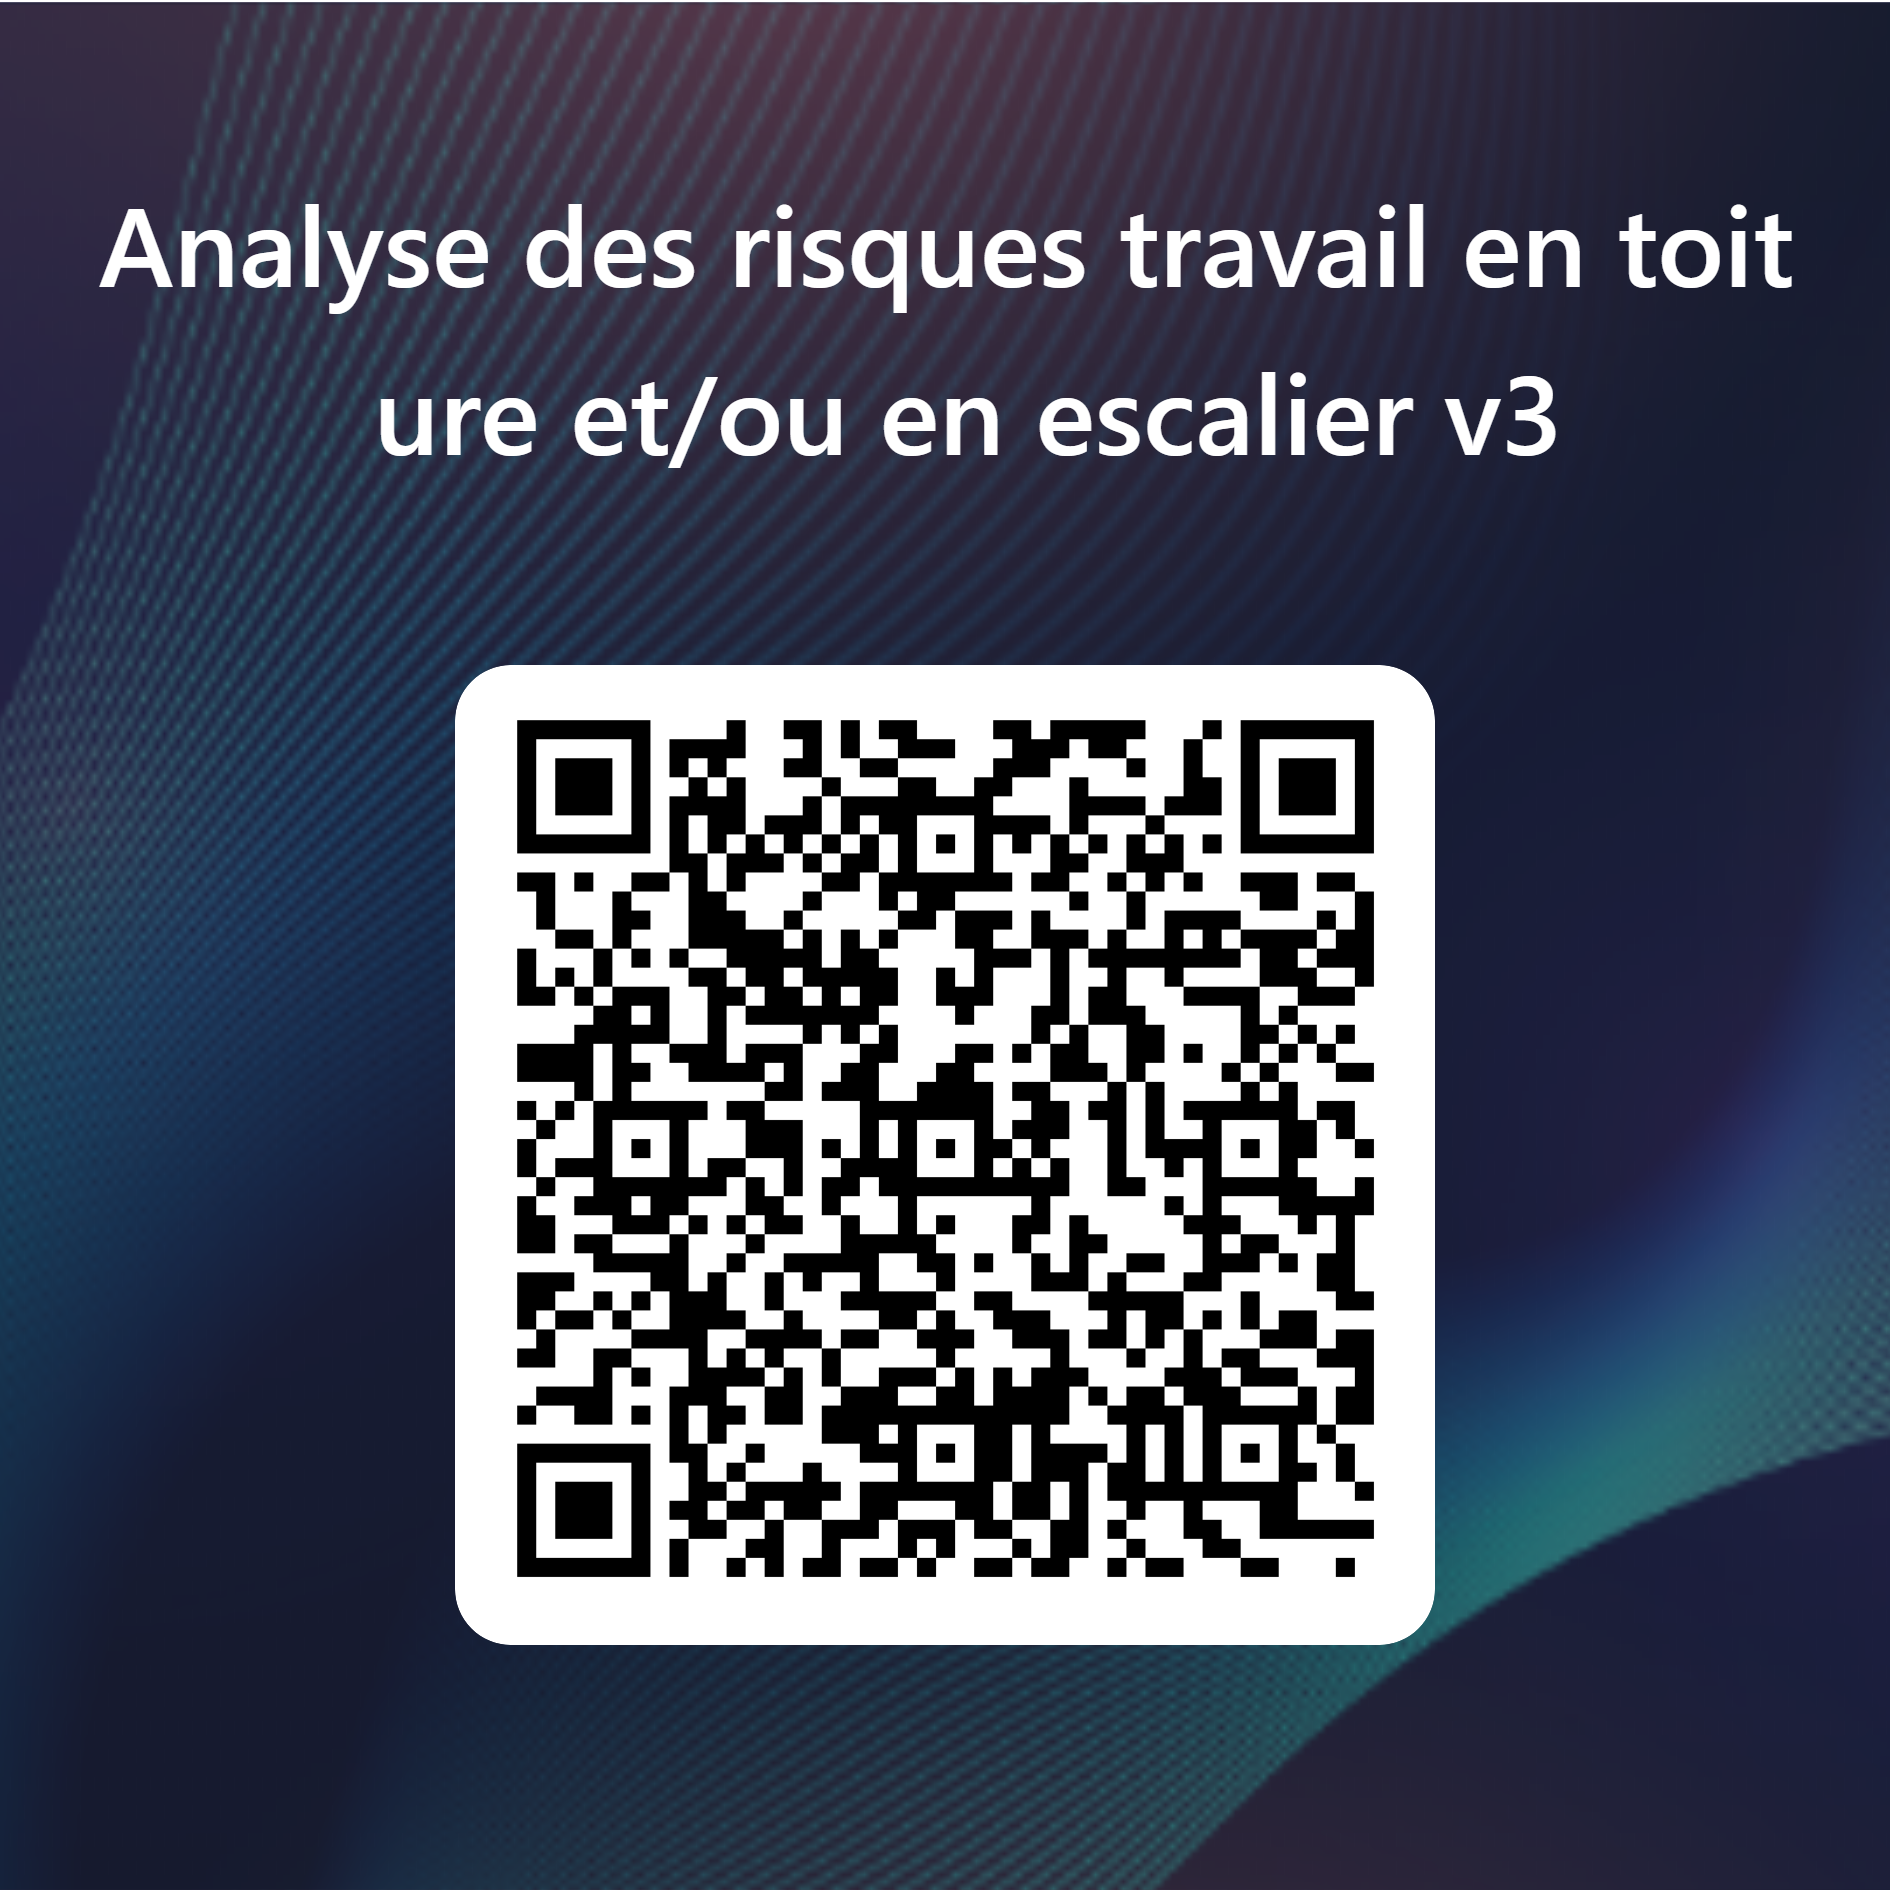 Analyse des risques travail en toit
ure et/ou en escalier v3